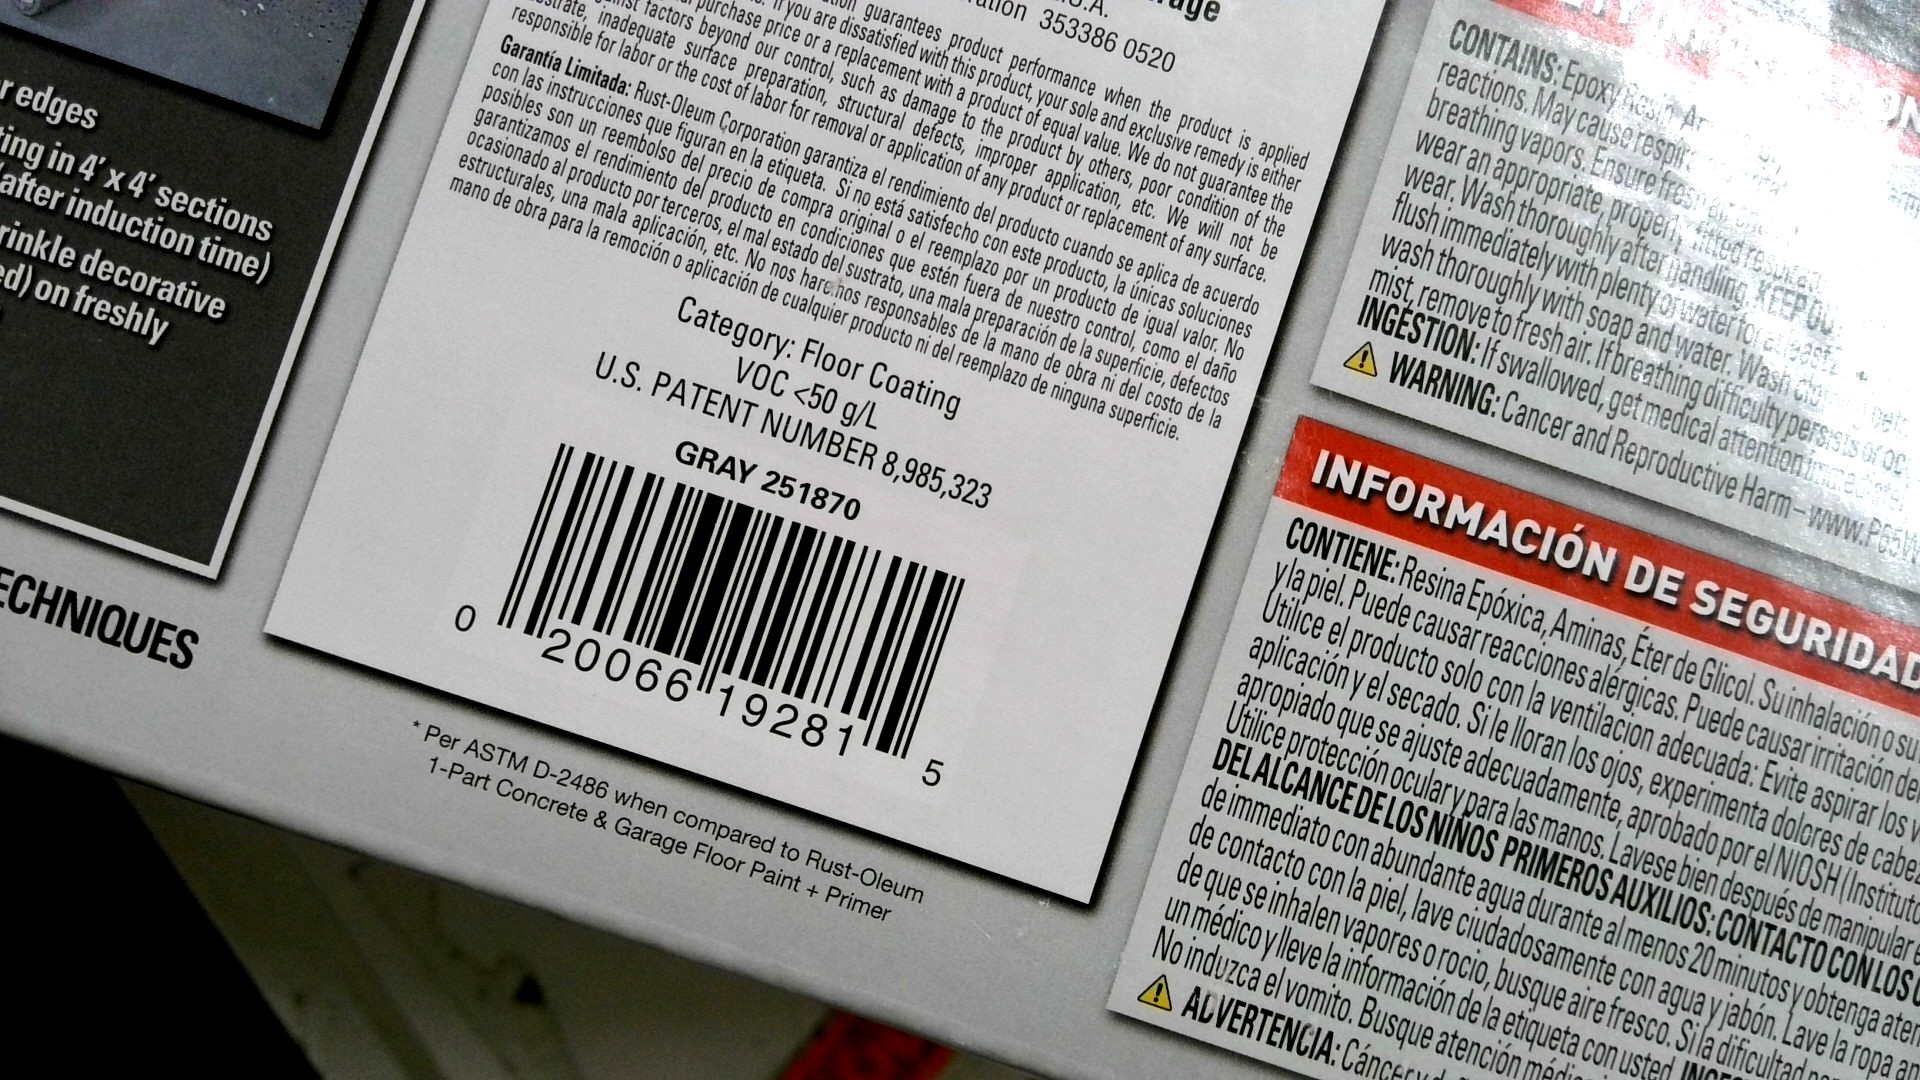 r edges
ting in 4' x 4' sections
(after induction time)
rinkle decorative
ed) on freshly
ECHNIQUES
U.S.A.
353386 0520
guarantees product performance when the product is applied
If you are dissatisfied with this product, your sole and exclusive remedy is either
purchase price or a replacement with a product of equal value. We do not guarantee the
factors beyond our control, such as damage to the product by others, poor condition of the
inadequate surface preparation, structural defects, improper application, etc. We will not be
responsible for labor or the cost of labor for removal or application of any product or replacement of any surface.
Garantía Limitada: Rust-Oleum Corporation garantiza el rendimiento del producto cuando se aplica de acuerdo
con las instrucciones que figuran en la etiqueta. Si no está satisfecho con este producto, la únicas soluciones
posibles son un reembolso del precio de compra original o el reemplazo por un producto de igual valor. No
garantizamos el rendimiento del producto en condiciones que estén fuera de nuestro control, como el daño
ocasionado al producto por terceros, el mal estado del sustrato, una mala preparación de la superficie, defectos
estructurales, una mala aplicación, etc. No nos haremos responsables de la mano de obra ni del costo de la
mano de obra para la remoción o aplicación de cualquier producto ni del reemplazo de ninguna superficie.
Category: Floor Coating
VOC <50 g/L
U.S. PATENT NUMBER 8,985,323
GRAY 251870
0 20066 19281 5
* Per ASTM D-2486 when compared to Rust-Oleum
1-Part Concrete & Garage Floor Paint + Primer
CONTAINS: Epoxy Resin,
reactions. May cause
breathing vapors. Ensure fresh
wear an appropriate, properly fitted
wear. Wash thoroughly after handling. KEEP OU
flush immediately with plenty of water for
wash thoroughly with soap and water. Wash
mist, remove to fresh air. If breathing difficulty persists or
INGESTION: If swallowed, get medical attention
WARNING: Cancer and Reproductive Harm – www.P65W
INFORMACIÓN DE SEGURIDAD
CONTIENE: Resina Epóxica, Aminas, Éter de Glicol. Su inhalación o su
y la piel. Puede causar reacciones alérgicas. Puede causar irritación de
Utilice el producto solo con la ventilacion adecuada: Evite aspirar los v
aplicación y el secado. Si le lloran los ojos, experimenta dolores de cabez
apropiado que se ajuste adecuadamente, aprobado por el NIOSH (Instituto
Utilice protección ocular y para las manos. Lavese bien después de manipular e
DEL ALCANCE DE LOS NIÑOS PRIMEROS AUXILIOS: CONTACTO CON LOS O
de immediato con abundante agua durante al menos 20 minutos y obtenga aten
de contacto con la piel, lave ciudadosamente con agua y jabón. Lave la ropa an
de que se inhalen vapores o rocio, busque aire fresco. Si la dificultad
un médico y lleve la información de la etiqueta con usted. INGES
No induzca el vomito. Busque atención médic
ADVERTENCIA: Cáncer y d